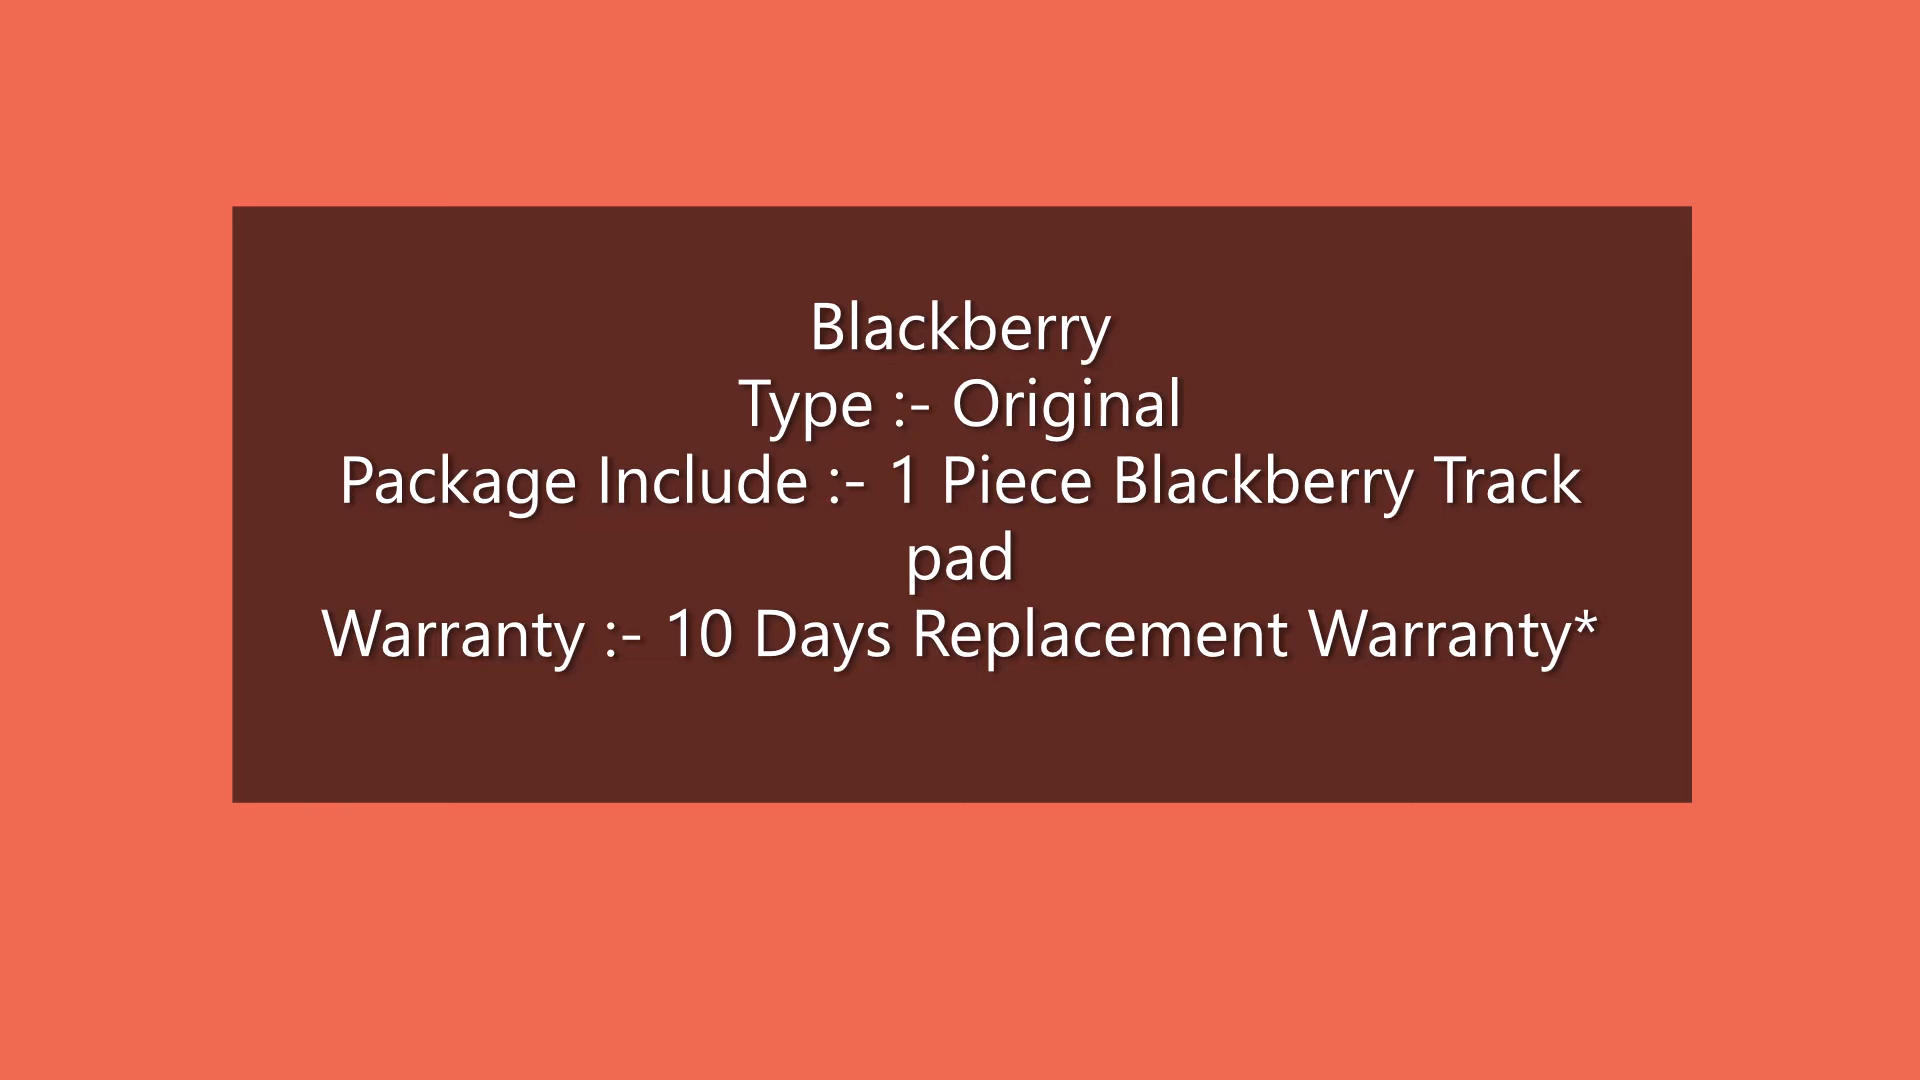 Blackberry
Type :- Original
Package Include :- 1 Piece Blackberry Track
pad
Warranty :- 10 Days Replacement Warranty*